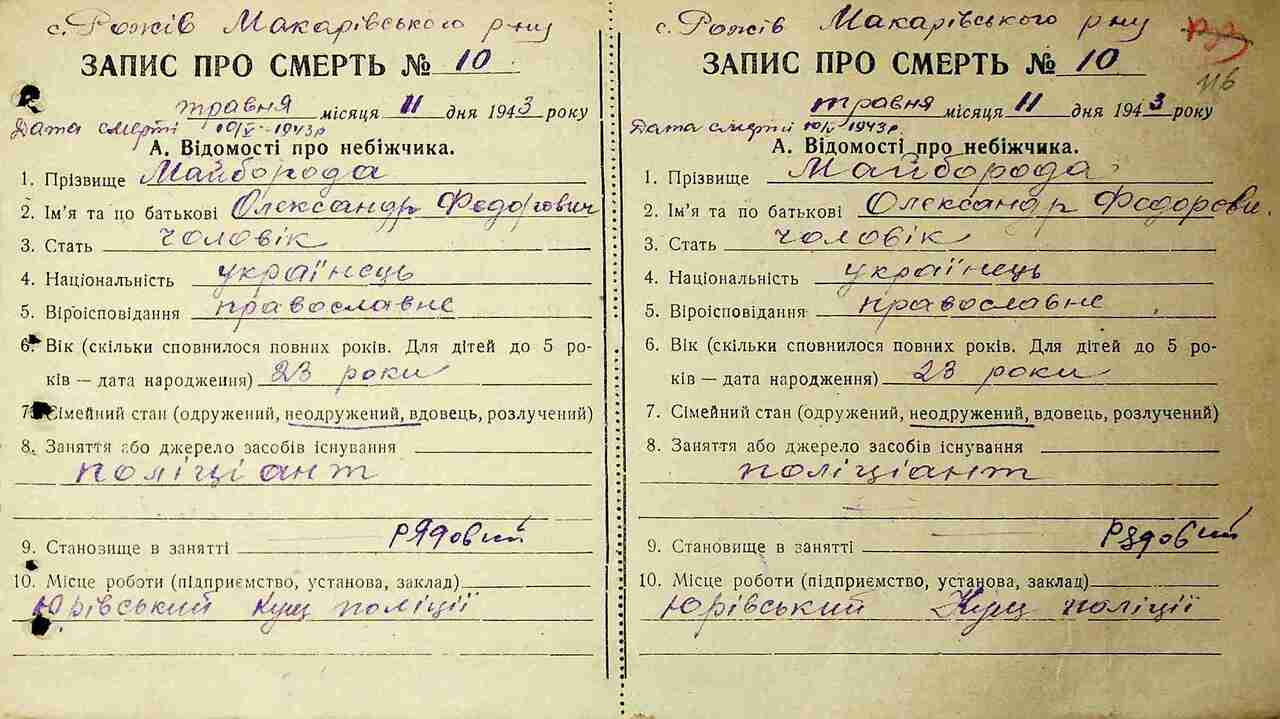 с. Рожів Макарівського р-ну
ЗАПИС ПРО СМЕРТЬ № 10
травня місяця 11 дня 1943 року
Дата смерті 10/V-1943р
А. Відомості про небіжчика.
1. Прізвище Майборода
2. Ім'я та по батькові Олександр Федорович
3. Стать чоловік
4. Національність українець
5. Віроісповідання православне
6. Вік (скільки сповнилося повних років. Для дітей до 5 ро-
ків — дата народження) 23 роки
7. Сімейний стан (одружений, неодружений, вдовець, розлучений)
8. Заняття або джерело засобів існування
поліціант
9. Становище в занятті рядовий
10. Місце роботи (підприємство, установа, заклад)
Юрівський Кущ поліції
с. Рожів Макарівського р-ну
ЗАПИС ПРО СМЕРТЬ № 10
116
травня місяця 11 дня 1943 року
Дата смерті 10/V-1943р.
А. Відомості про небіжчика.
1. Прізвище Майборода
2. Ім'я та по батькові Олександр Федорови.
3. Стать чоловік
4. Національність українець
5. Віроісповідання православне
6. Вік (скільки сповнилося повних років. Для дітей до 5 ро-
ків — дата народження) 23 роки
7. Сімейний стан (одружений, неодружений, вдовець, розлучений)
8. Заняття або джерело засобів існування
поліціант
9. Становище в занятті рядовий
10. Місце роботи (підприємство, установа, заклад)
Юрівський Кущ поліції